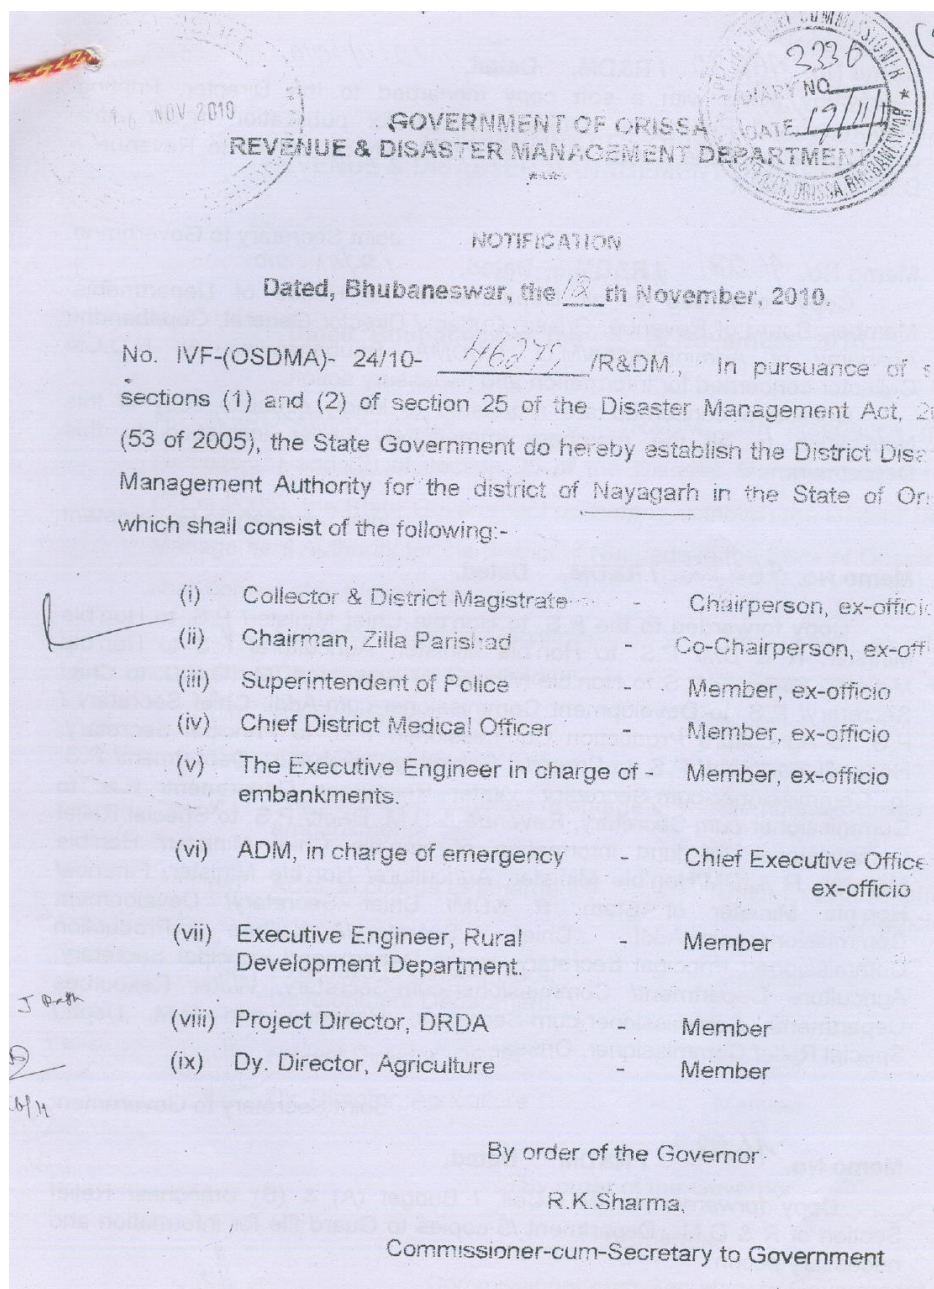 3336
DIARY NO
DATE 19/11/10
NOV 2010
GOVERNMENT OF ORISSA
REVENUE & DISASTER MANAGEMENT DEPARTMENT
NOTIFICATION
Dated, Bhubaneswar, the 18 th November, 2010.
No. IVF-(OSDMA)- 24/10- 46279 /R&DM., In pursuance of
sections (1) and (2) of section 25 of the Disaster Management Act,
(53 of 2005), the State Government do hereby establish the District Disa
Management Authority for the district of Nayagarh in the State of Ori
which shall consist of the following:-
(i) Collector & District Magistrate - Chairperson, ex-officio
(ii) Chairman, Zilla Parishad - Co-Chairperson, ex-offi
(iii) Superintendent of Police - Member, ex-officio
(iv) Chief District Medical Officer - Member, ex-officio
(v) The Executive Engineer in charge of - Member, ex-officio
embankments.
(vi) ADM, in charge of emergency - Chief Executive Office
ex-officio
(vii) Executive Engineer, Rural - Member
Development Department.
(viii) Project Director, DRDA Member
(ix) Dy. Director, Agriculture - Member
By order of the Governor
R.K.Sharma,
Commissioner-cum-Secretary to Government